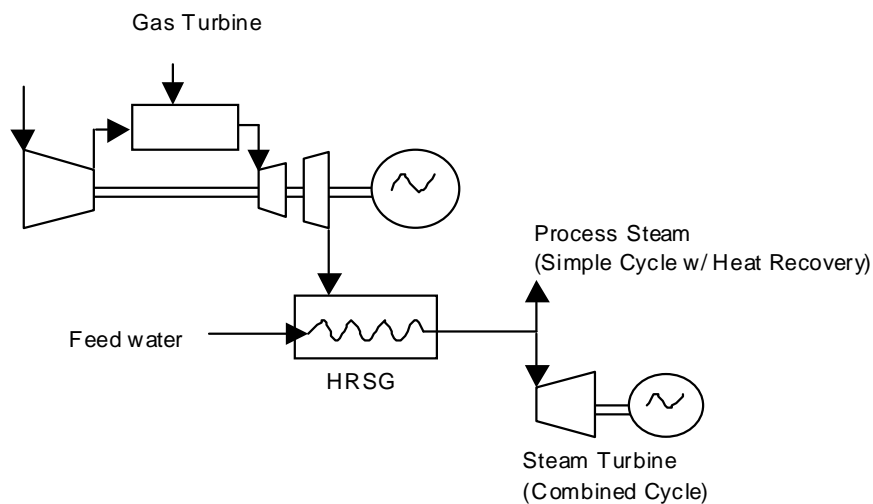 Gas Turbine
Process Steam
(Simple Cycle w/ Heat Recovery)
Feed water
HRSG
Steam Turbine
(Combined Cycle)